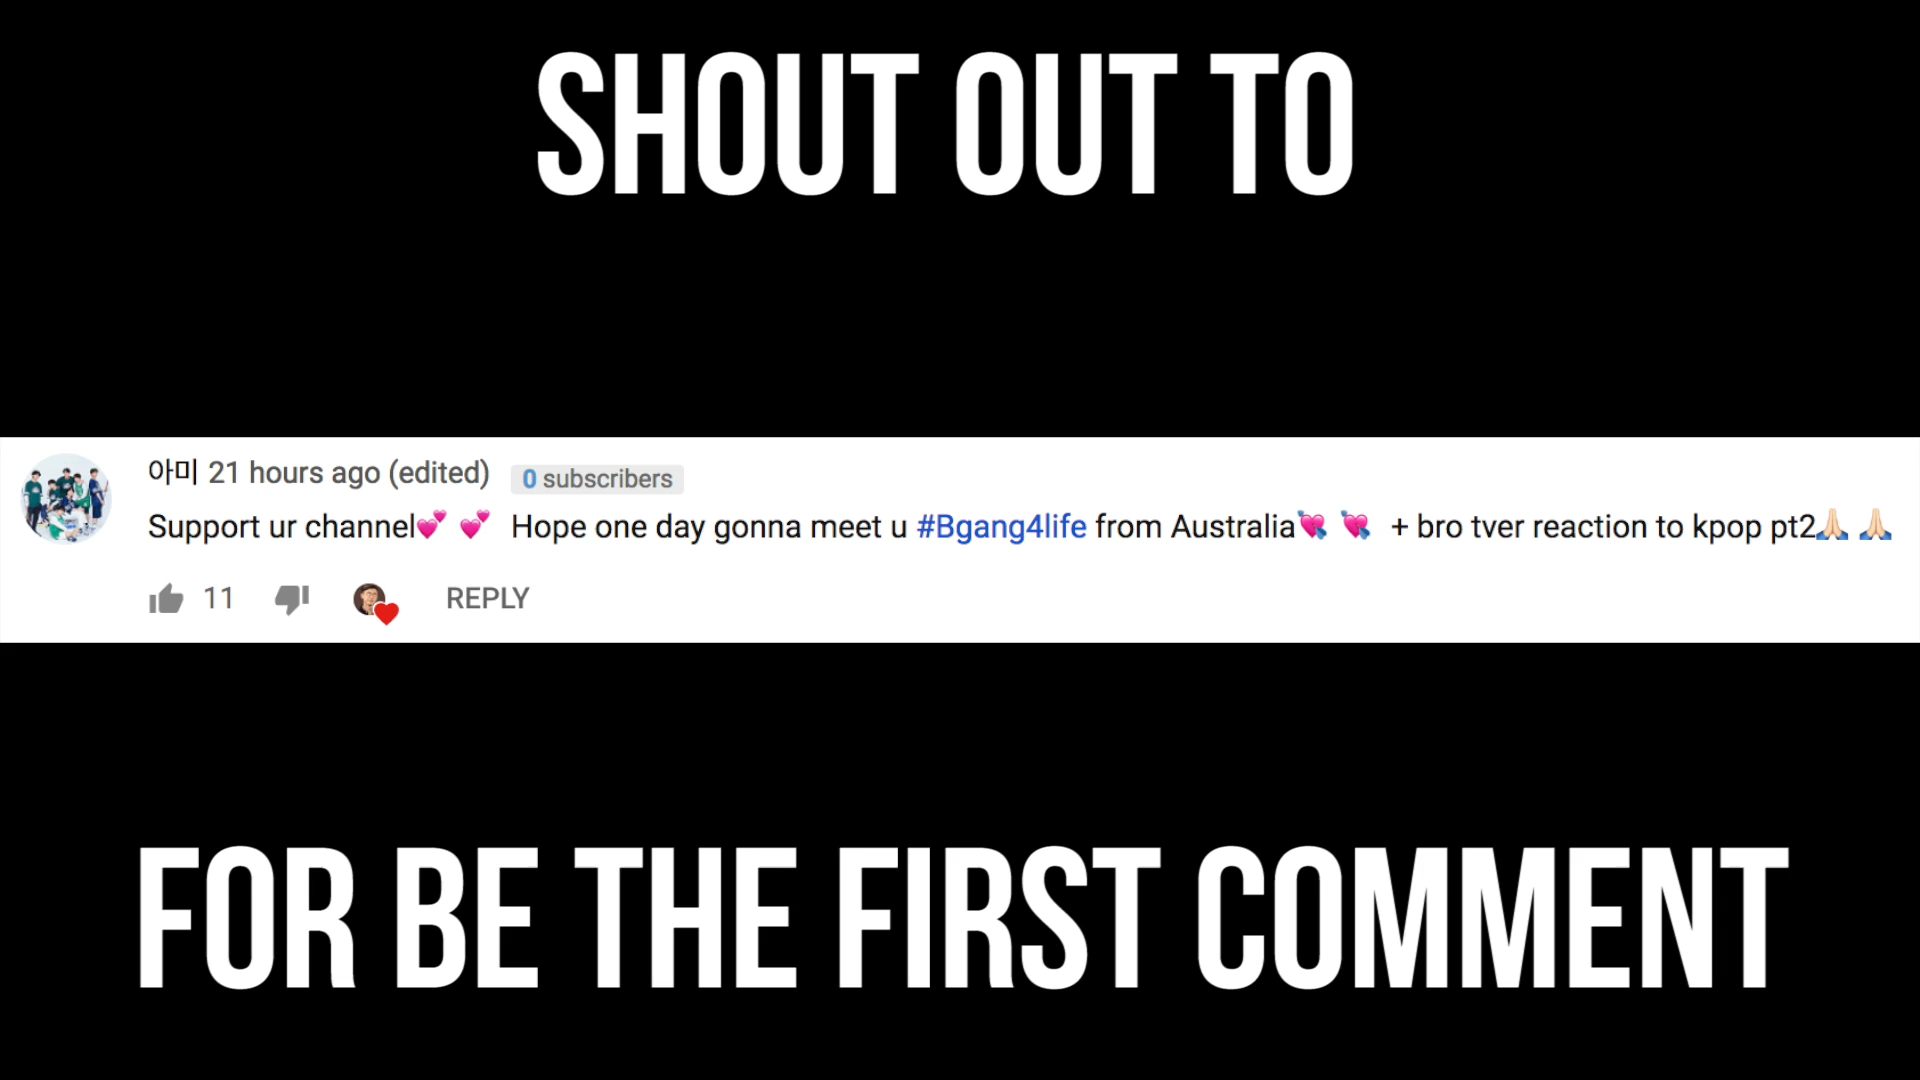 SHOUT OUT TO
아미 21 hours ago (edited) 0 subscribers
Support ur channel💕 💕 Hope one day gonna meet u #Bgang4life from Australia💘 💘 + bro tver reaction to kpop pt2🙏🏻 🙏🏻
11 REPLY
FOR BE THE FIRST COMMENT